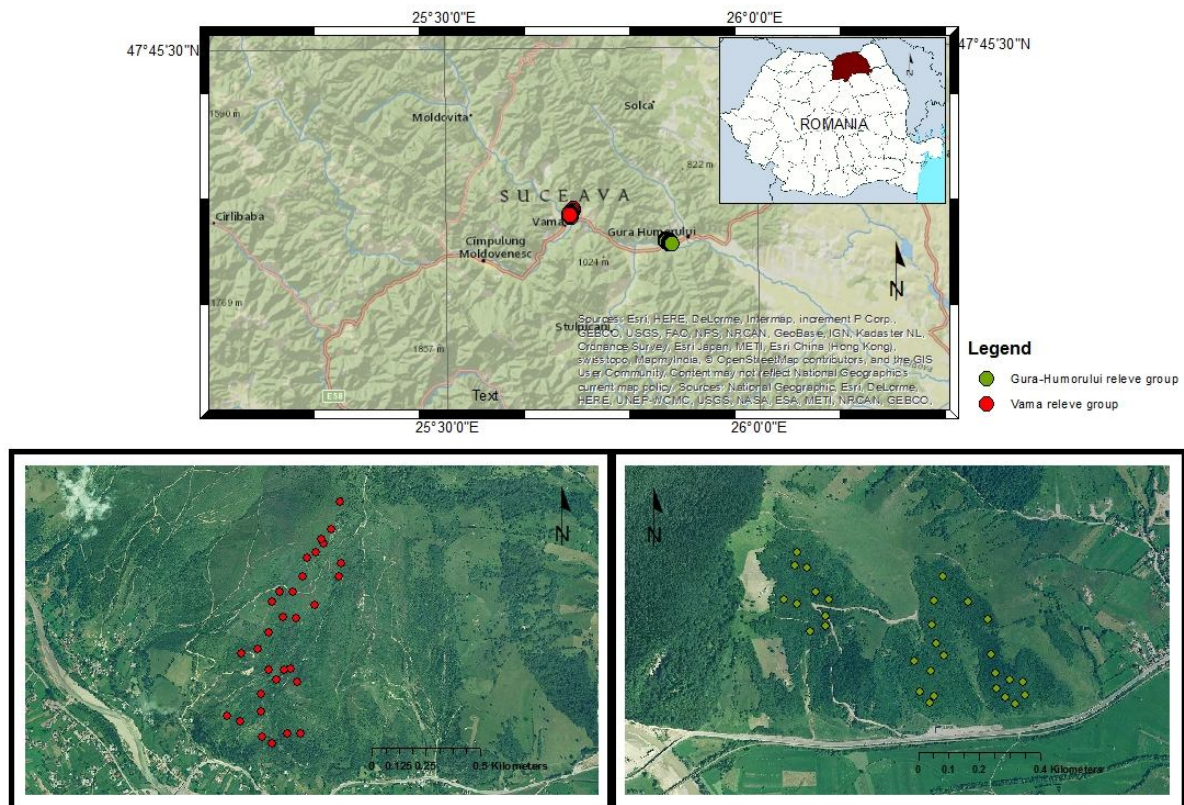 25°30'0"E 26°0'0"E
47°45'30"N 47°45'30"N
N
ROMANIA
1590 m
Moldovita
Solca
822 m
SUCEAVA
Cirlibaba
Vama
Gura Humorului
Cîmpulung
Moldovenesc
1024 m
N
1769 m
Stulpicani
1857 m
E58
Text
Sources: Esri, HERE, DeLorme, Intermap, increment P Corp.,
GEBCO, USGS, FAO, NPS, NRCAN, GeoBase, IGN, Kadaster NL,
Ordnance Survey, Esri Japan, METI, Esri China (Hong Kong),
swisstopo, MapmyIndia, © OpenStreetMap contributors, and the GIS
User Community, Content may not reflect National Geographic's
current map policy. Sources: National Geographic, Esri, DeLorme,
HERE, UNEP-WCMC, USGS, NASA, ESA, METI, NRCAN, GEBCO,
25°30'0"E 26°0'0"E
Legend
Gura-Humorului releve group
Vama releve group
N
0 0.125 0.25 0.5 Kilometers
N
0 0.1 0.2 0.4 Kilometers